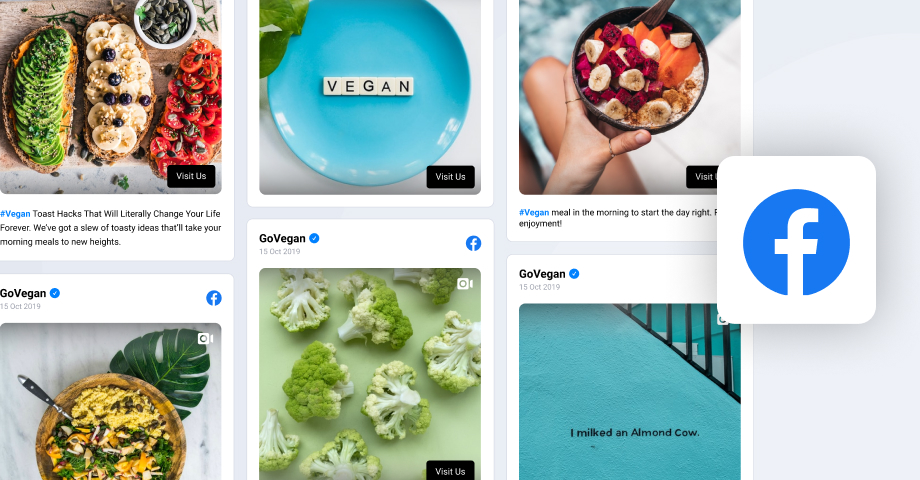 Visit Us
#Vegan Toast Hacks That Will Literally Change Your Life
Forever. We've got a slew of toasty ideas that'll take your
morning meals to new heights.
GoVegan
15 Oct 2019
VEGAN
Visit Us
GoVegan
15 Oct 2019
Visit Us
Visit
#Vegan meal in the morning to start the day right.
enjoyment!
GoVegan
15 Oct 2019
I milked an Almond Cow.